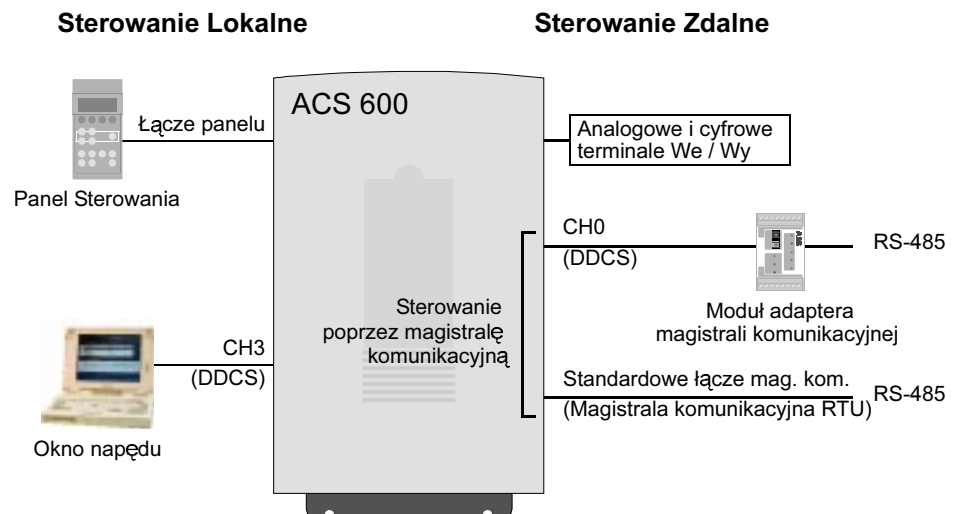 Sterowanie Lokalne
Sterowanie Zdalne
ACS 600
Łącze panelu
Panel Sterowania
Analogowe i cyfrowe
terminale We / Wy
CH0
(DDCS)
RS-485
ABB
Moduł adaptera
magistrali komunikacyjnej
Sterowanie
poprzez magistralę
komunikacyjną
CH3
(DDCS)
Okno napędu
Standardowe łącze mag. kom.
(Magistrala komunikacyjna RTU)
RS-485